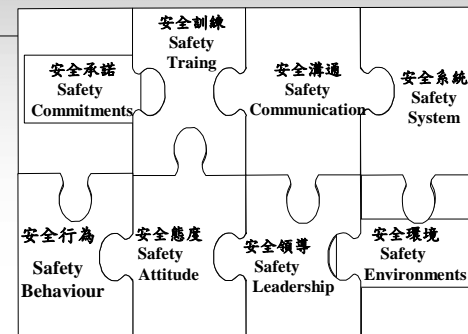 安全承諾
Safety
Commitments
安全訓練
Safety
Traing
安全溝通
Safety
Communication
安全系統
Safety
System
安全行為
Safety
Behaviour
安全態度
Safety
Attitude
安全領導
Safety
Leadership
安全環境
Safety
Environments